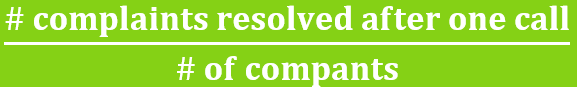 # complaints resolved after one call
# of compants